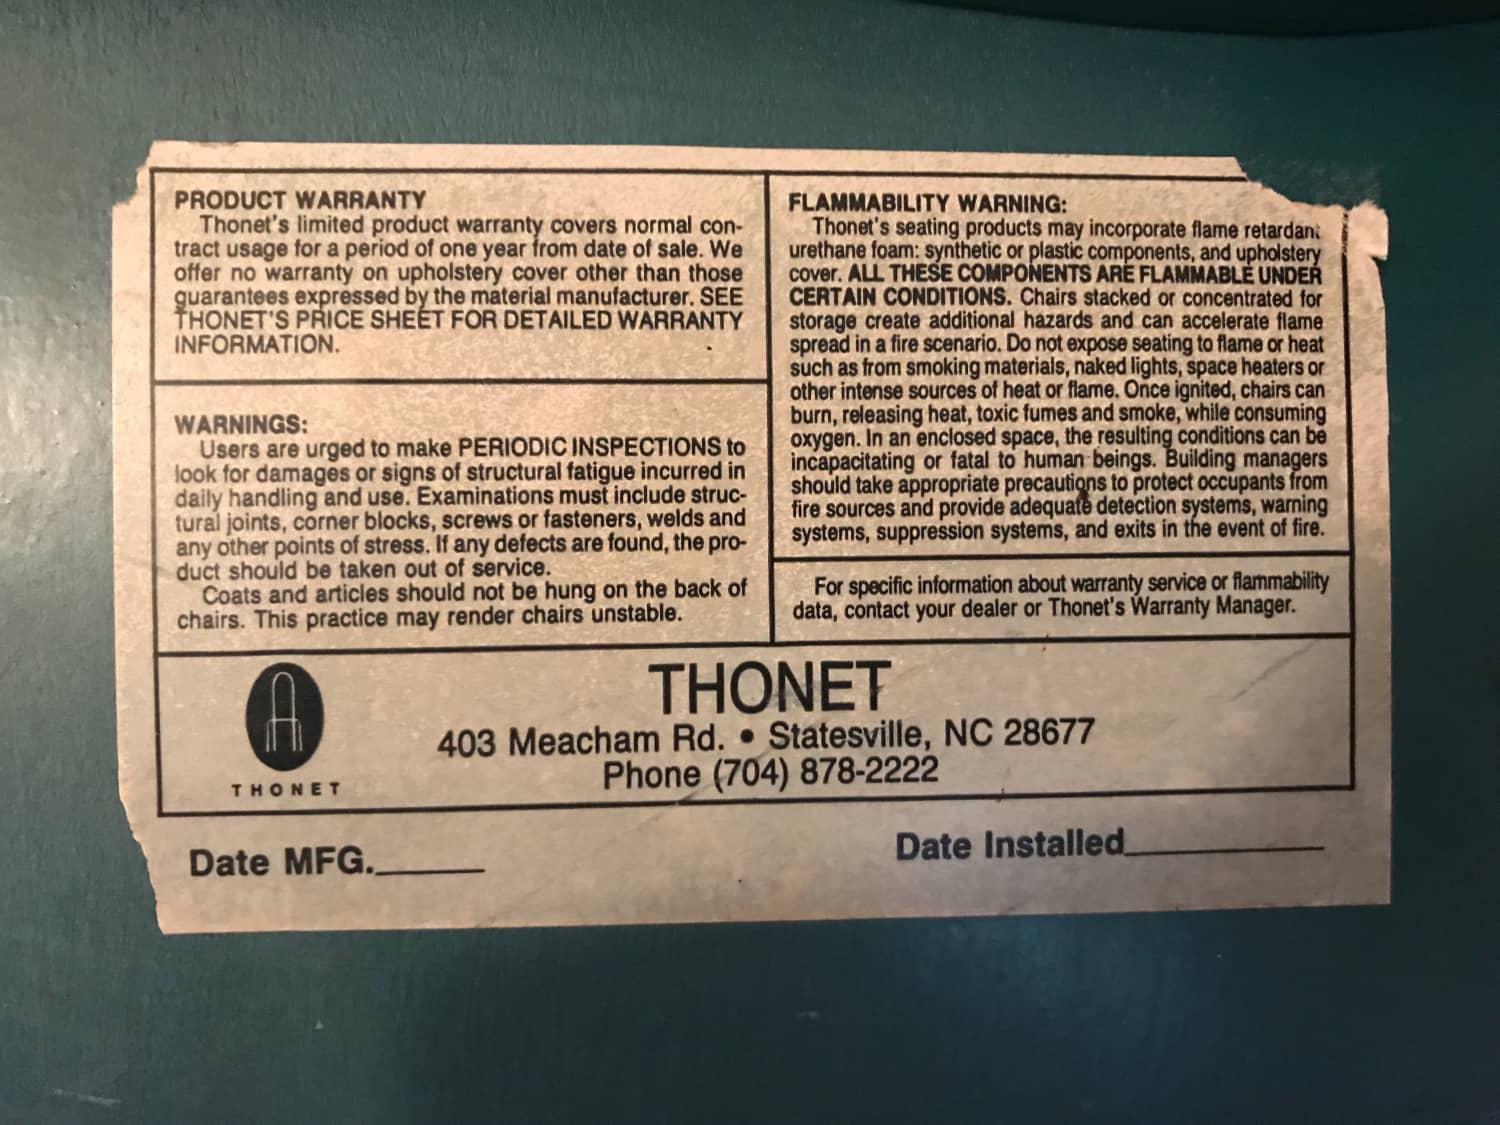 PRODUCT WARRANTY
Thonet's limited product warranty covers normal con-
tract usage for a period of one year from date of sale. We
offer no warranty on upholstery cover other than those
guarantees expressed by the material manufacturer. SEE
THONET'S PRICE SHEET FOR DETAILED WARRANTY
INFORMATION.
WARNINGS:
Users are urged to make PERIODIC INSPECTIONS to
look for damages or signs of structural fatigue incurred in
daily handling and use. Examinations must include struc-
tural joints, corner blocks, screws or fasteners, welds and
any other points of stress. If any defects are found, the pro-
duct should be taken out of service.
Coats and articles should not be hung on the back of
chairs. This practice may render chairs unstable.
FLAMMABILITY WARNING:
Thonet's seating products may incorporate flame retardant
urethane foam: synthetic or plastic components, and upholstery
cover. ALL THESE COMPONENTS ARE FLAMMABLE UNDER
CERTAIN CONDITIONS. Chairs stacked or concentrated for
storage create additional hazards and can accelerate flame
spread in a fire scenario. Do not expose seating to flame or heat
such as from smoking materials, naked lights, space heaters or
other intense sources of heat or flame. Once ignited, chairs can
burn, releasing heat, toxic fumes and smoke, while consuming
oxygen. In an enclosed space, the resulting conditions can be
incapacitating or fatal to human beings. Building managers
should take appropriate precautions to protect occupants from
fire sources and provide adequate detection systems, warning
systems, suppression systems, and exits in the event of fire.
For specific information about warranty service or flammability
data, contact your dealer or Thonet's Warranty Manager.
THONET
THONET
403 Meacham Rd. • Statesville, NC 28677
Phone (704) 878-2222
Date MFG.______
Date Installed____________